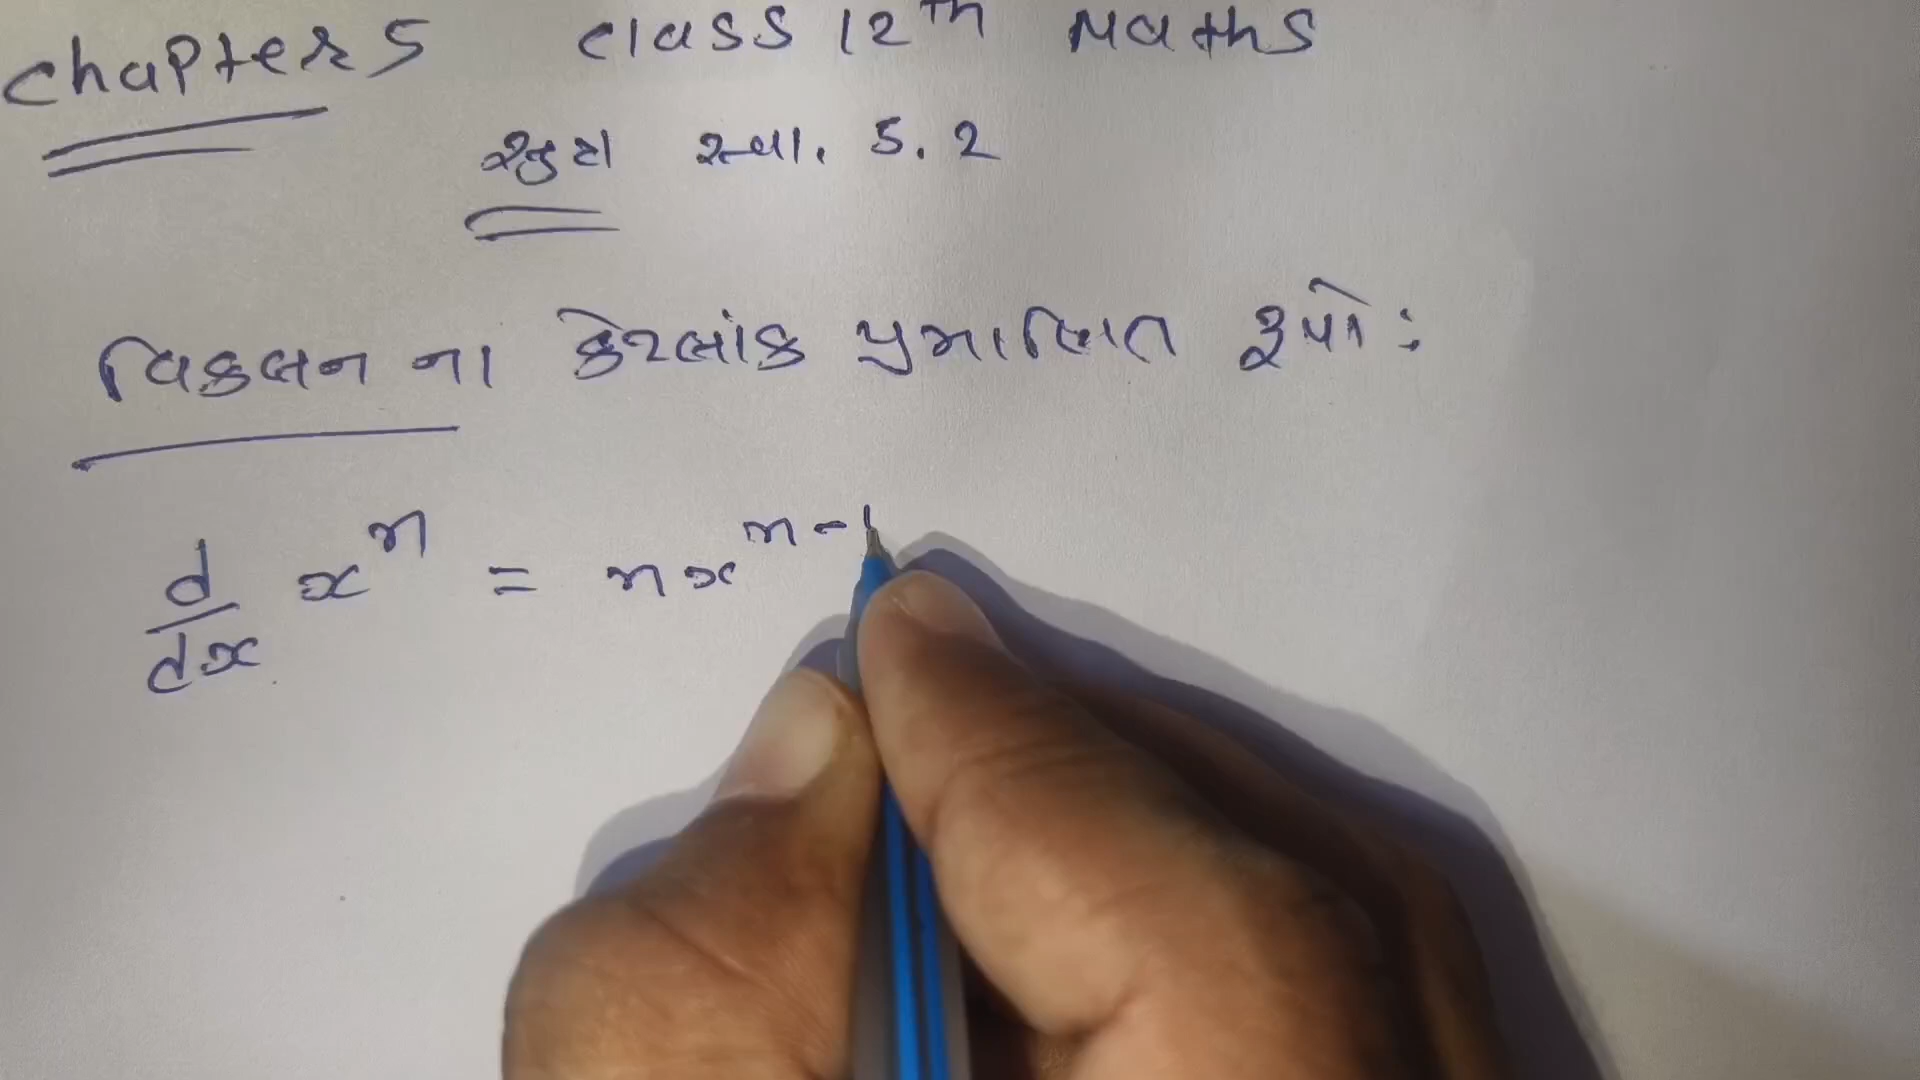 Chapter 5 Class 12th Maths
સ્વા. 5.2
વિકલન ના કેટલાંક પ્રમાણિત રૂપો :
d/dx x^n = nx^{n-1}